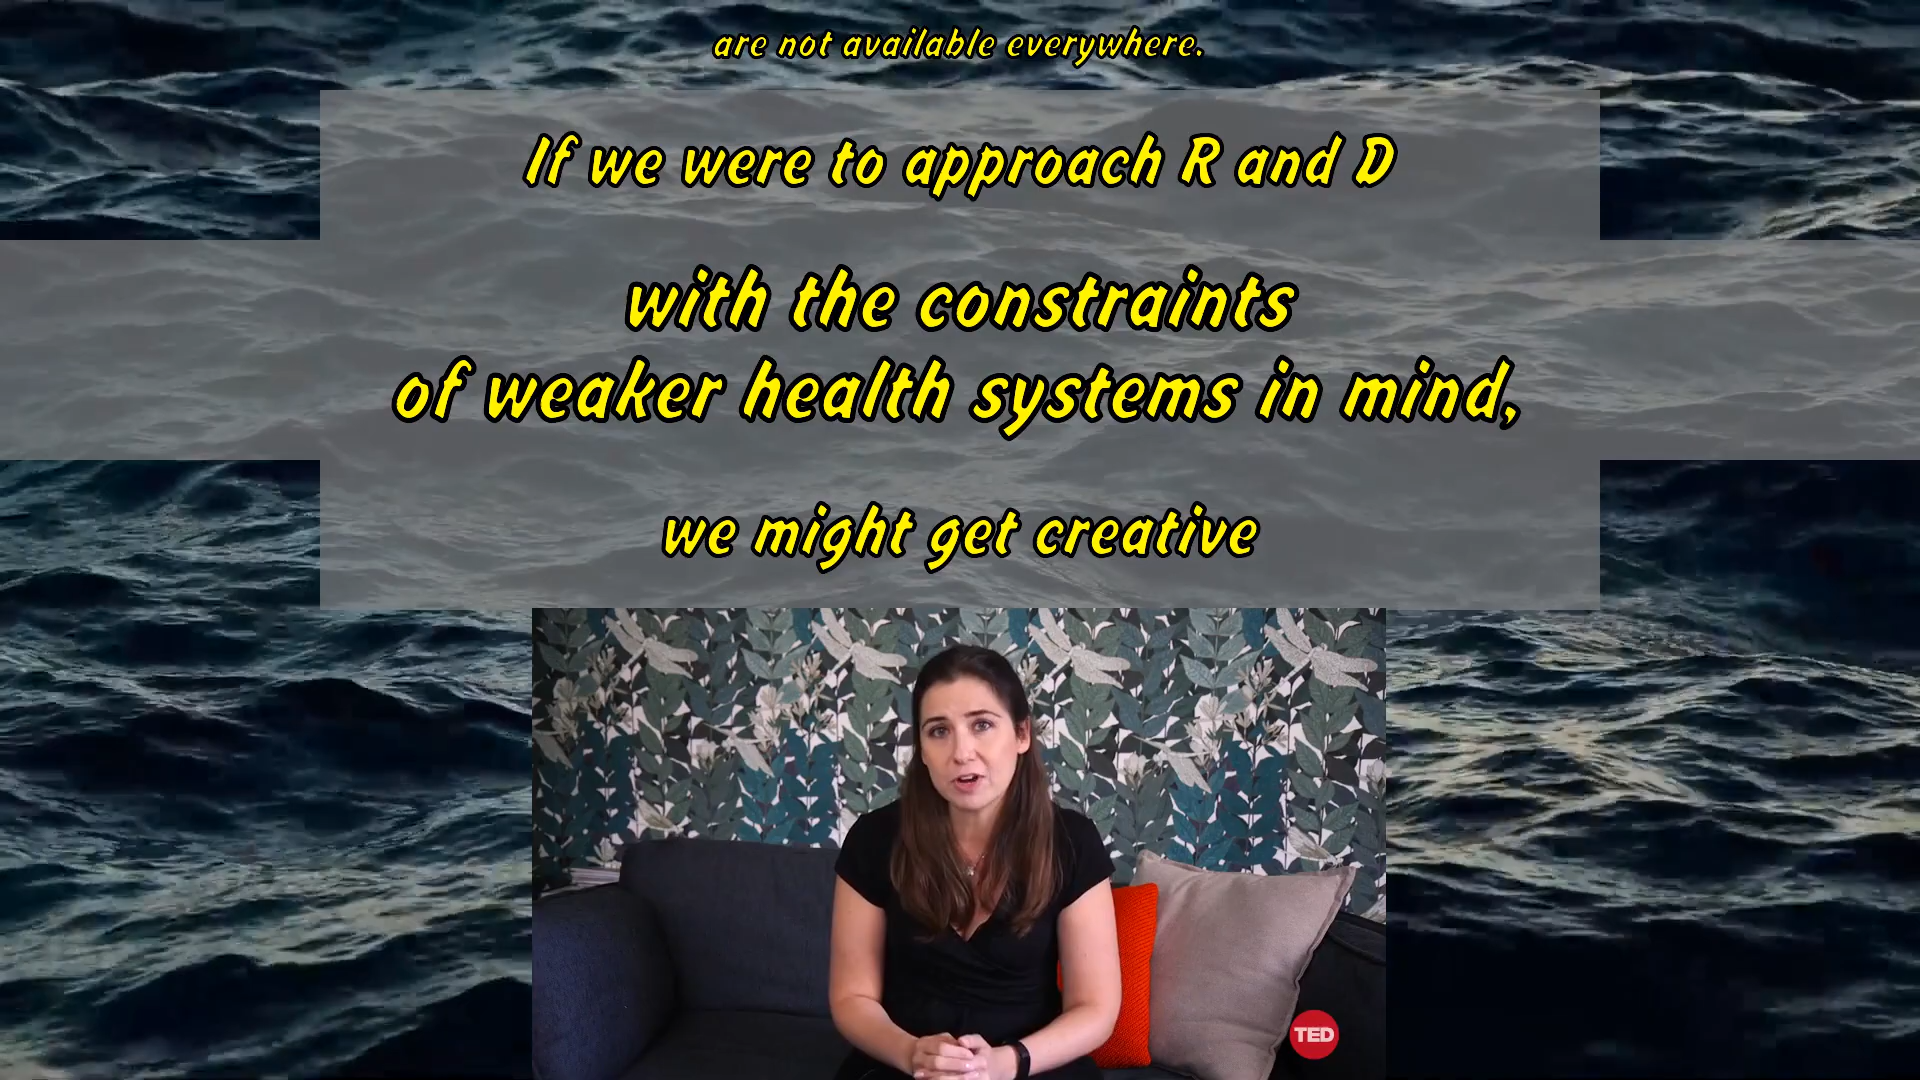 are not available everywhere.
If we were to approach R and D
with the constraints
of weaker health systems in mind,
we might get creative
TED